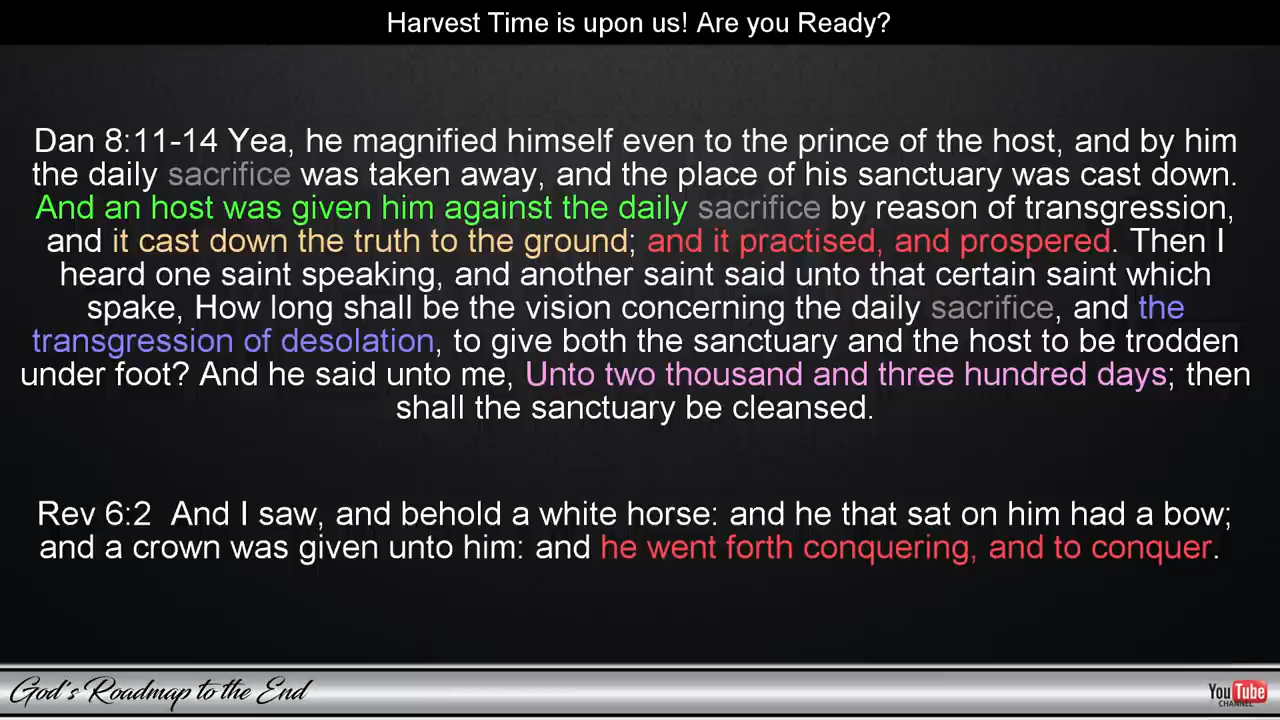 Harvest Time is upon us! Are you Ready?
Dan 8:11-14 Yea, he magnified himself even to the prince of the host, and by him
the daily sacrifice was taken away, and the place of his sanctuary was cast down.
And an host was given him against the daily sacrifice by reason of transgression,
and it cast down the truth to the ground; and it practised, and prospered. Then I
heard one saint speaking, and another saint said unto that certain saint which
spake, How long shall be the vision concerning the daily sacrifice, and the
transgression of desolation, to give both the sanctuary and the host to be trodden
under foot? And he said unto me, Unto two thousand and three hundred days; then
shall the sanctuary be cleansed.
Rev 6:2  And I saw, and behold a white horse: and he that sat on him had a bow;
and a crown was given unto him: and he went forth conquering, and to conquer.
God's Roadmap to the End
YouTube
CHANNEL